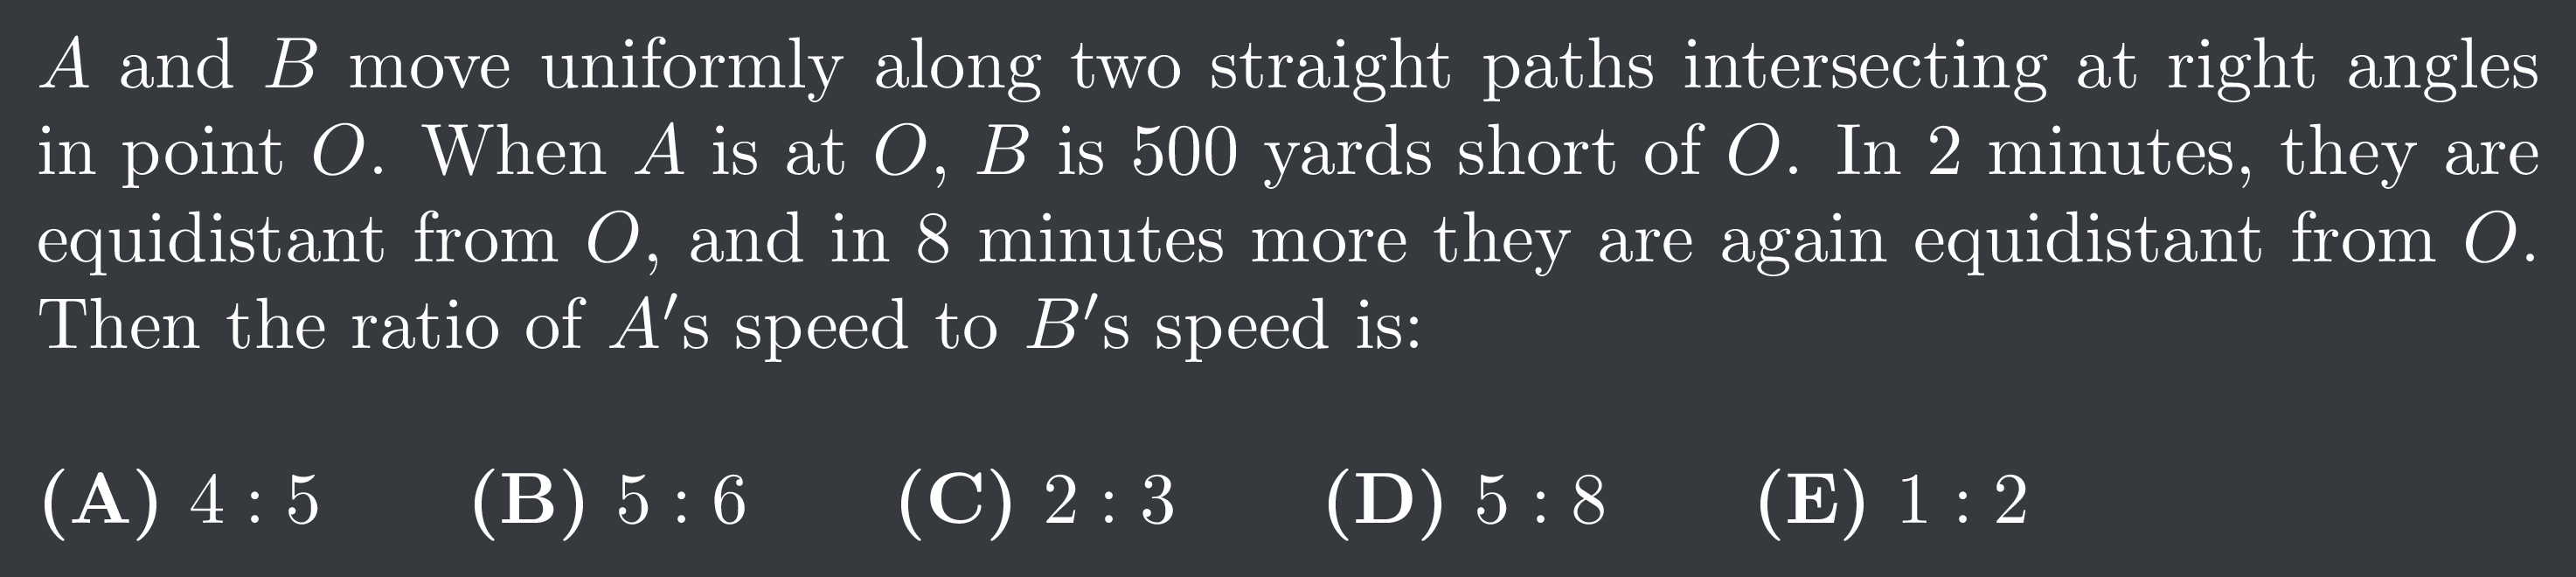 A and B move uniformly along two straight paths intersecting at right angles
in point O. When A is at O, B is 500 yards short of O. In 2 minutes, they are
equidistant from O, and in 8 minutes more they are again equidistant from O.
Then the ratio of A′s speed to B′s speed is:
(A) 4 : 5 (B) 5 : 6 (C) 2 : 3 (D) 5 : 8 (E) 1 : 2